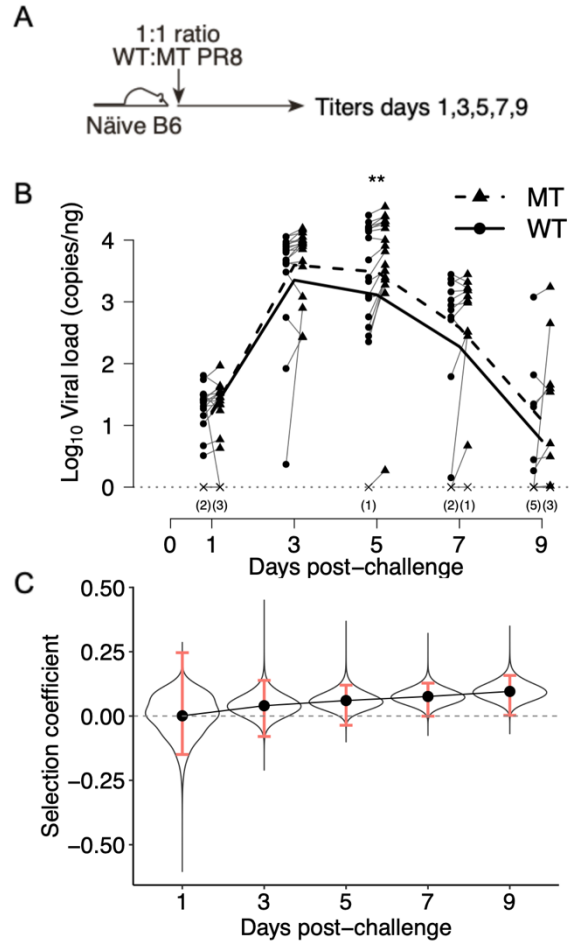 A
1:1 ratio
WT:MT PR8
Näive B6
Titers days 1,3,5,7,9
B
**
MT
WT
Log10 Viral load (copies/ng)
4
3
2
1
0
(2)(3)
(1)
(2)(1)
(5)(3)
0 1 3 5 7 9
Days post−challenge
C
Selection coefficient
0.50
0.25
0.00
−0.25
−0.50
1 3 5 7 9
Days post−challenge